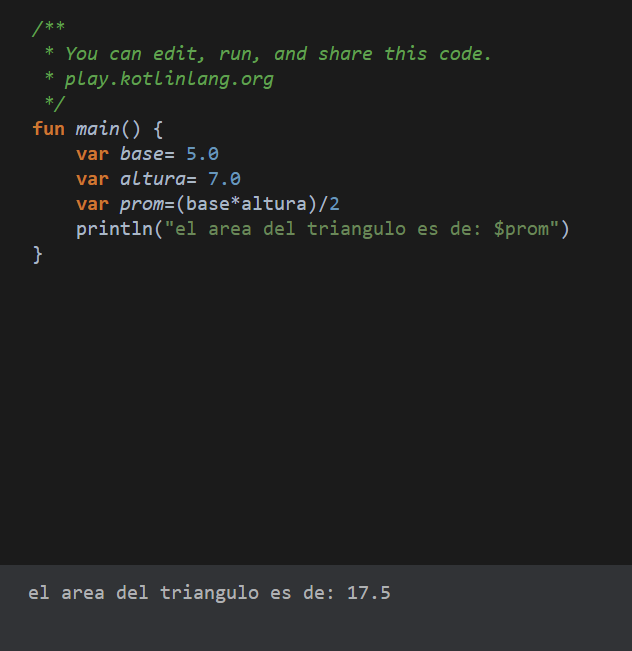 /**
 * You can edit, run, and share this code.
 * play.kotlinlang.org
 */
fun main() {
    var base= 5.0
    var altura= 7.0
    var prom=(base*altura)/2
    println("el area del triangulo es de: $prom")
}
el area del triangulo es de: 17.5